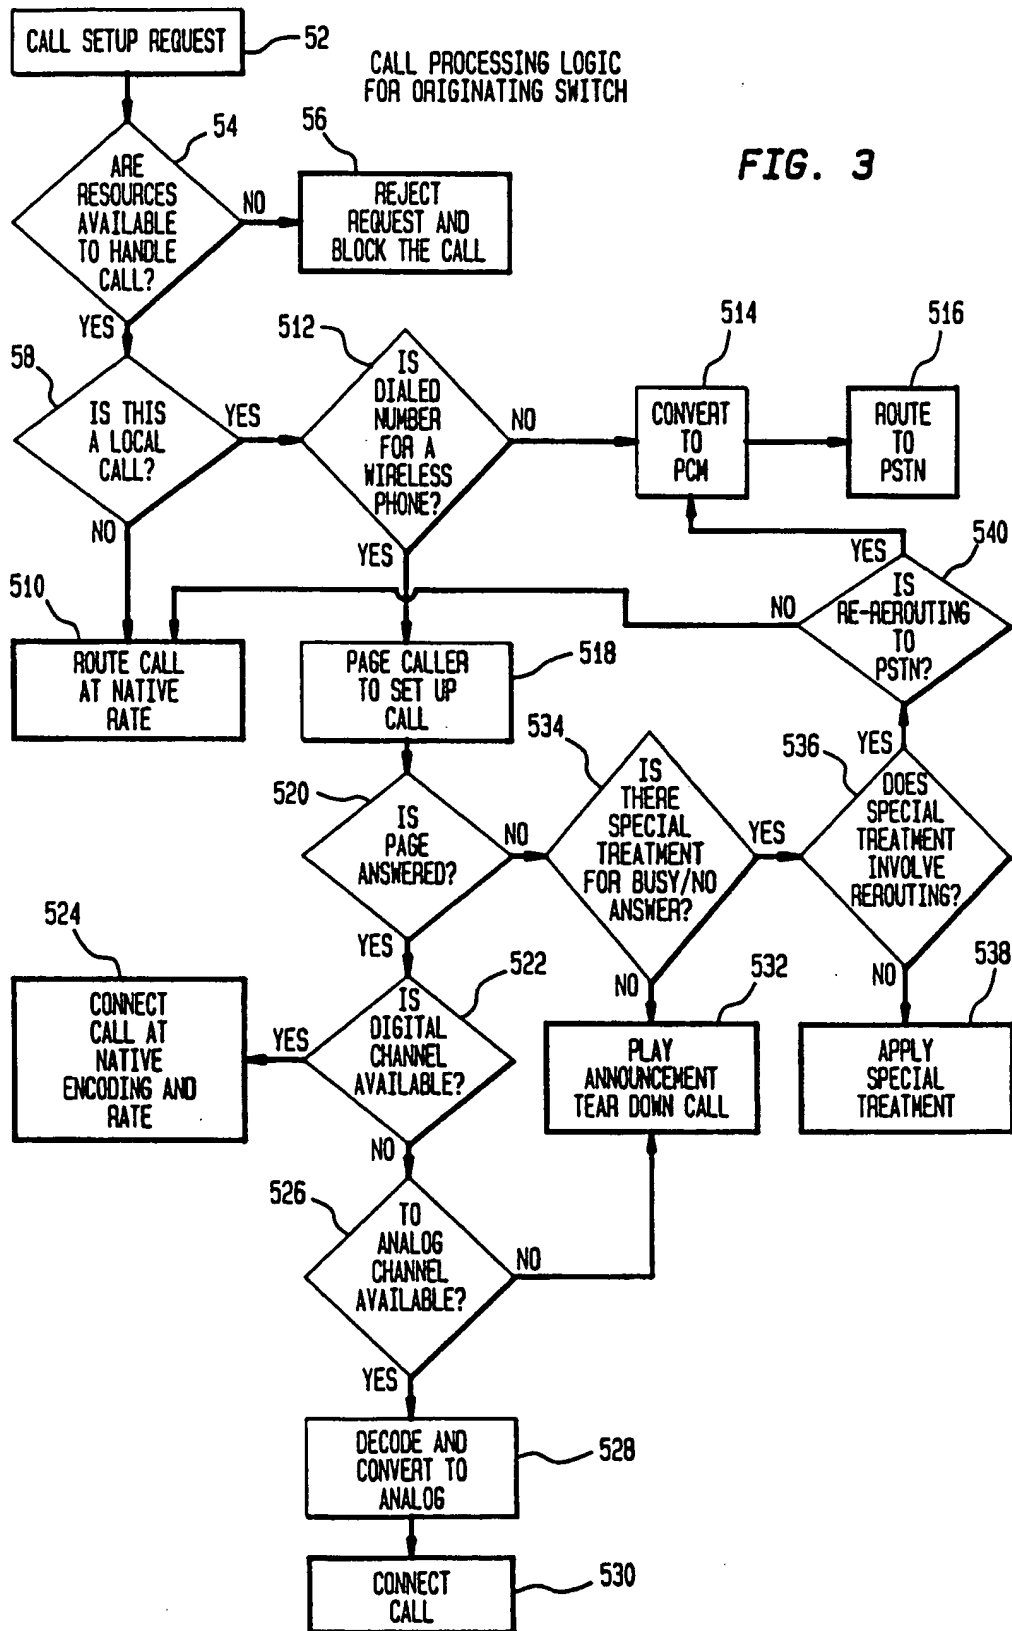 CALL SETUP REQUEST
52
CALL PROCESSING LOGIC
FOR ORIGINATING SWITCH
FIG. 3
54
ARE
RESOURCES
AVAILABLE
TO HANDLE
CALL?
NO
56
REJECT
REQUEST AND
BLOCK THE CALL
YES
58
IS THIS
A LOCAL
CALL?
YES
NO
512
IS
DIALED
NUMBER
FOR A
WIRELESS
PHONE?
NO
YES
514
CONVERT
TO
PCM
516
ROUTE
TO
PSTN
540
YES
IS
RE-REROUTING
TO
PSTN?
NO
510
ROUTE CALL
AT NATIVE
RATE
518
PAGE CALLER
TO SET UP
CALL
534
IS
THERE
SPECIAL
TREATMENT
FOR BUSY/NO
ANSWER?
YES
NO
536
YES
DOES
SPECIAL
TREATMENT
INVOLVE
REROUTING?
NO
520
IS
PAGE
ANSWERED?
NO
YES
524
CONNECT
CALL AT
NATIVE
ENCODING AND
RATE
522
IS
DIGITAL
CHANNEL
AVAILABLE?
YES
NO
532
PLAY
ANNOUNCEMENT
TEAR DOWN CALL
538
APPLY
SPECIAL
TREATMENT
526
TO
ANALOG
CHANNEL
AVAILABLE?
NO
YES
528
DECODE AND
CONVERT TO
ANALOG
530
CONNECT
CALL